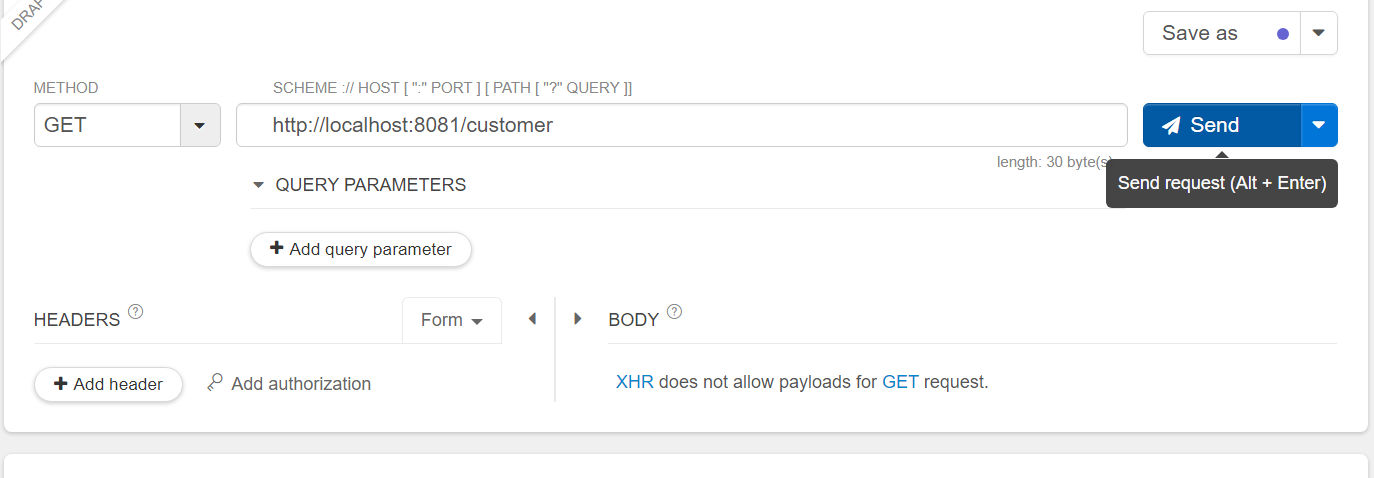 DRAF
Save as
METHOD
SCHEME :// HOST [ ":" PORT ] [ PATH [ "?" QUERY ]]
GET
http://localhost:8081/customer
Send
length: 30 byte(s)
Send request (Alt + Enter)
QUERY PARAMETERS
+ Add query parameter
HEADERS ?
Form
BODY ?
+ Add header
Add authorization
XHR does not allow payloads for GET request.